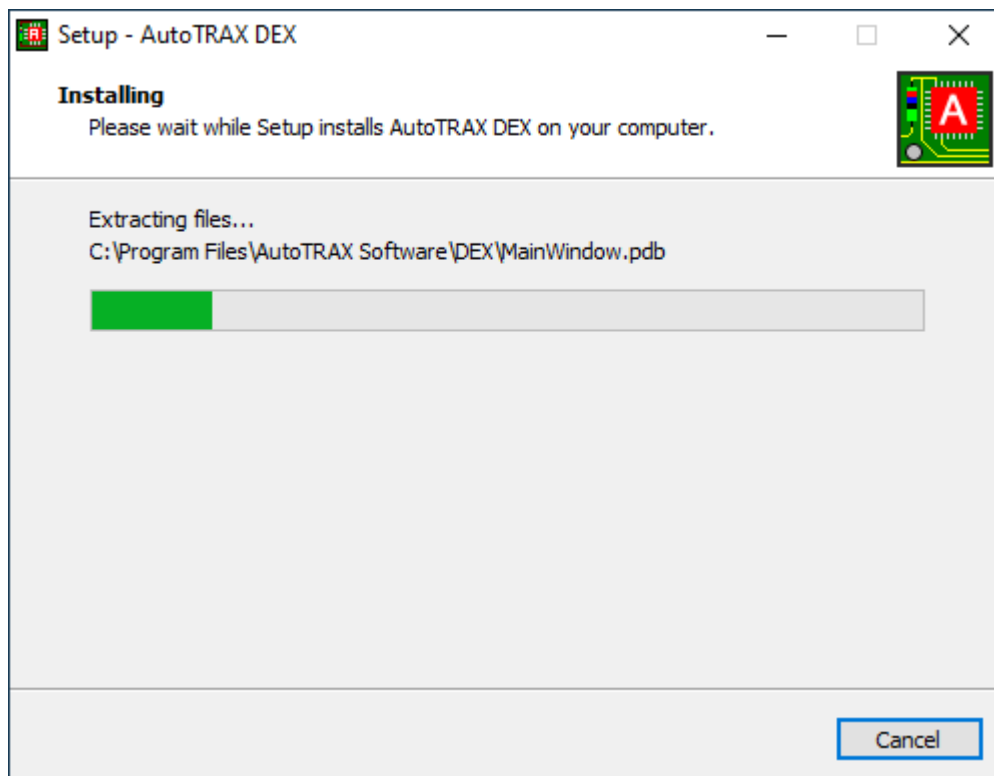 Setup - AutoTRAX DEX
Installing
Please wait while Setup installs AutoTRAX DEX on your computer.
A
Extracting files...
C:\Program Files\AutoTRAX Software\DEX\MainWindow.pdb
Cancel